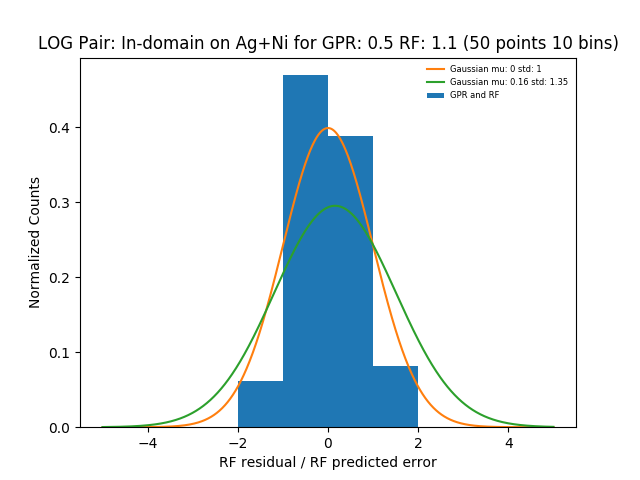 LOG Pair: In-domain on Ag+Ni for GPR: 0.5 RF: 1.1 (50 points 10 bins)
Gaussian mu: 0 std: 1
Gaussian mu: 0.16 std: 1.35
GPR and RF
Normalized Counts
0.4
0.3
0.2
0.1
0.0
−4 −2 0 2 4
RF residual / RF predicted error